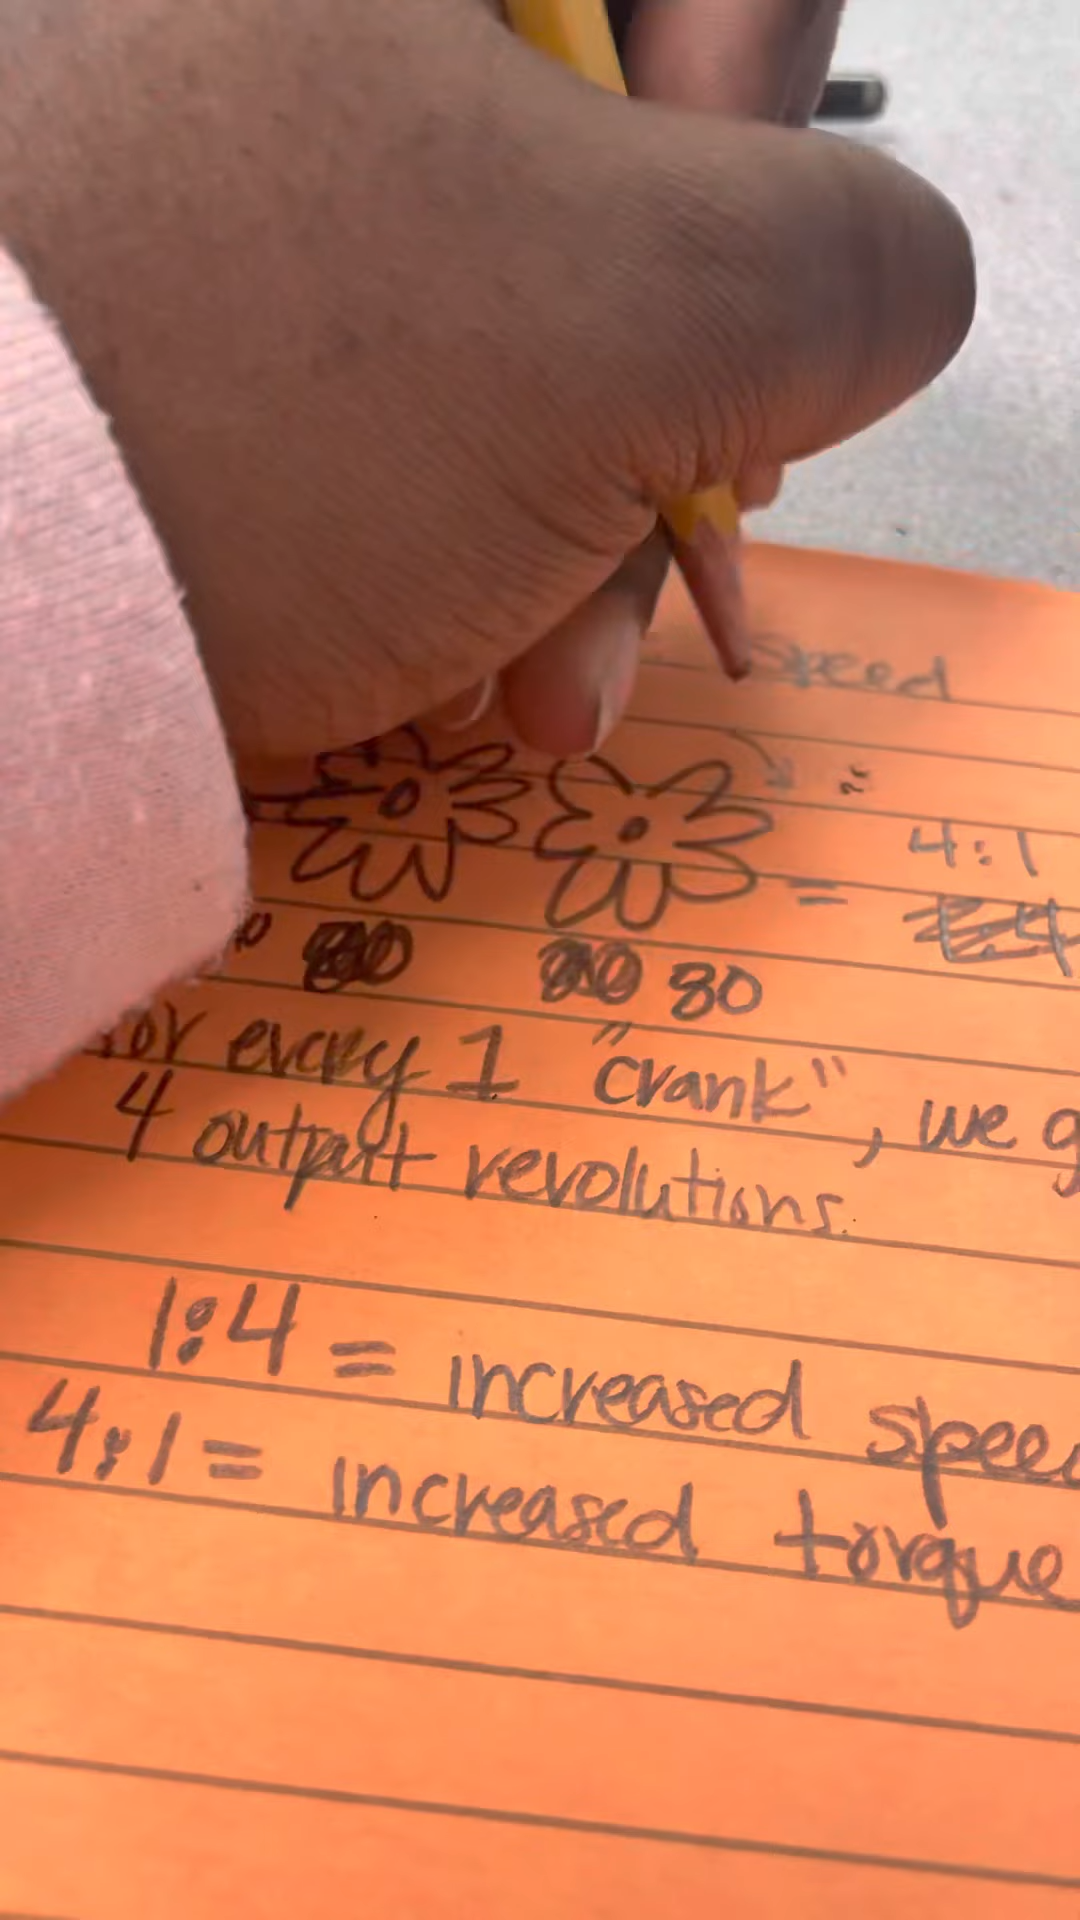 speed
4:1
=
80
for every 1 "crank", we
4 output revolutions.
1:4 = increased speed
4:1 = increased torque